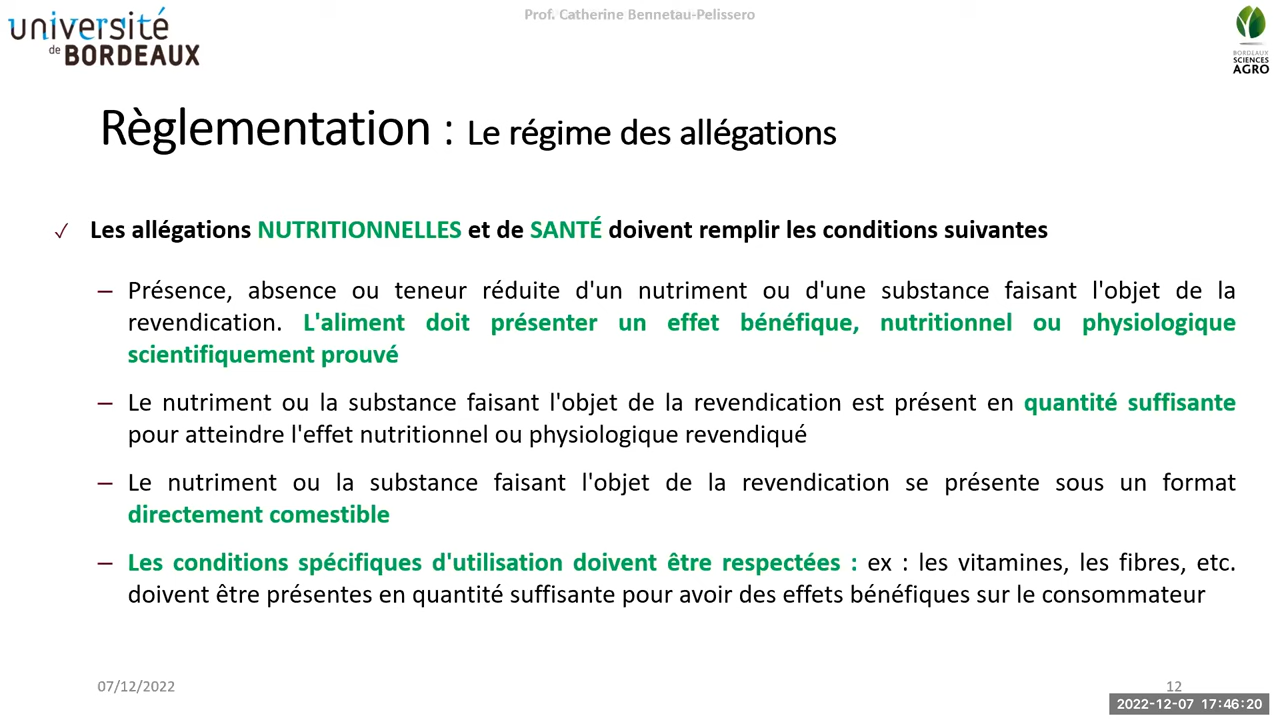 Prof. Catherine Bennetau-Pelissero
université
de BORDEAUX
BORDEAUX
SCIENCES
AGRO
Règlementation : Le régime des allégations
✓ Les allégations NUTRITIONNELLES et de SANTÉ doivent remplir les conditions suivantes
– Présence, absence ou teneur réduite d'un nutriment ou d'une substance faisant l'objet de la
revendication. L'aliment doit présenter un effet bénéfique, nutritionnel ou physiologique
scientifiquement prouvé
– Le nutriment ou la substance faisant l'objet de la revendication est présent en quantité suffisante
pour atteindre l'effet nutritionnel ou physiologique revendiqué
– Le nutriment ou la substance faisant l'objet de la revendication se présente sous un format
directement comestible
– Les conditions spécifiques d'utilisation doivent être respectées : ex : les vitamines, les fibres, etc.
doivent être présentes en quantité suffisante pour avoir des effets bénéfiques sur le consommateur
07/12/2022
12
2022-12-07 17:46:20